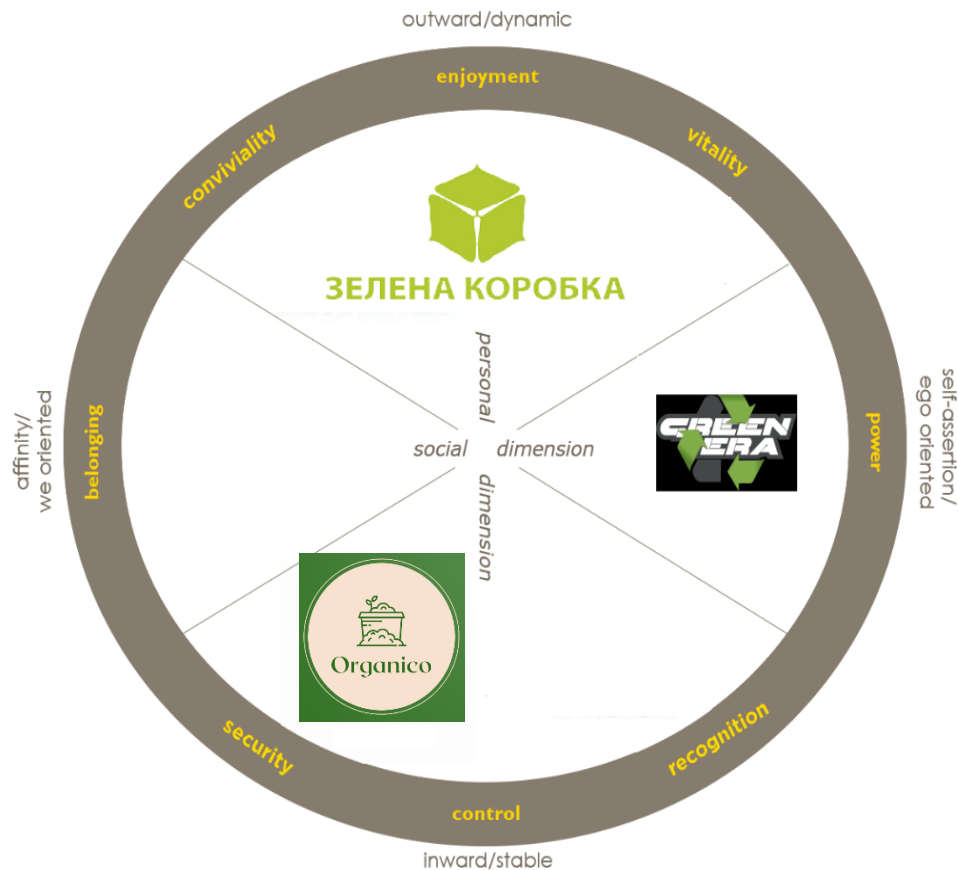 outward/dynamic
enjoyment
conviviality
vitality
ЗЕЛЕНА КОРОБКА
personal
affinity/
we oriented
belonging
social dimension
GREEN
ERA
power
self-assertion/
ego oriented
dimension
Organico
security
recognition
control
inward/stable